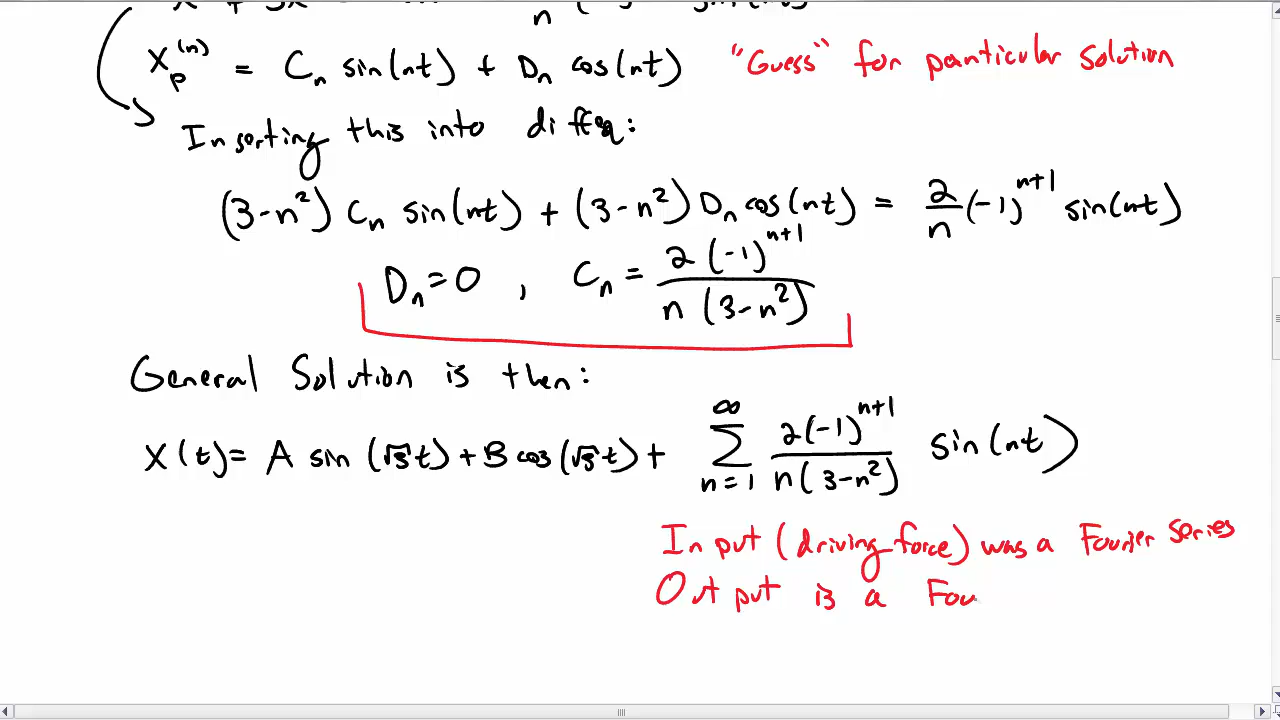 x_p^(n) = C_n sin(nt) + D_n cos(nt) "Guess" for particular solution
Inserting this into diffeq:
(3-n²) C_n sin(nt) + (3-n²) D_n cos(nt) = 2/n (-1)^(n+1) sin(nt)
D_n = 0 , C_n = 2(-1)^(n+1) / n(3-n²)
General Solution is then:
x(t) = A sin(√3 t) + B cos(√3 t) + ∑_(n=1)^∞ 2(-1)^(n+1) / n(3-n²) sin(nt)
Input (driving force) was a Fourier series
Output is a Fou